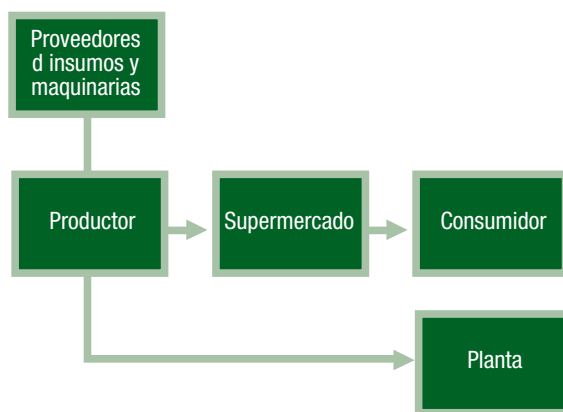 Proveedores
d insumos y
maquinarias
Productor
Supermercado
Consumidor
Planta